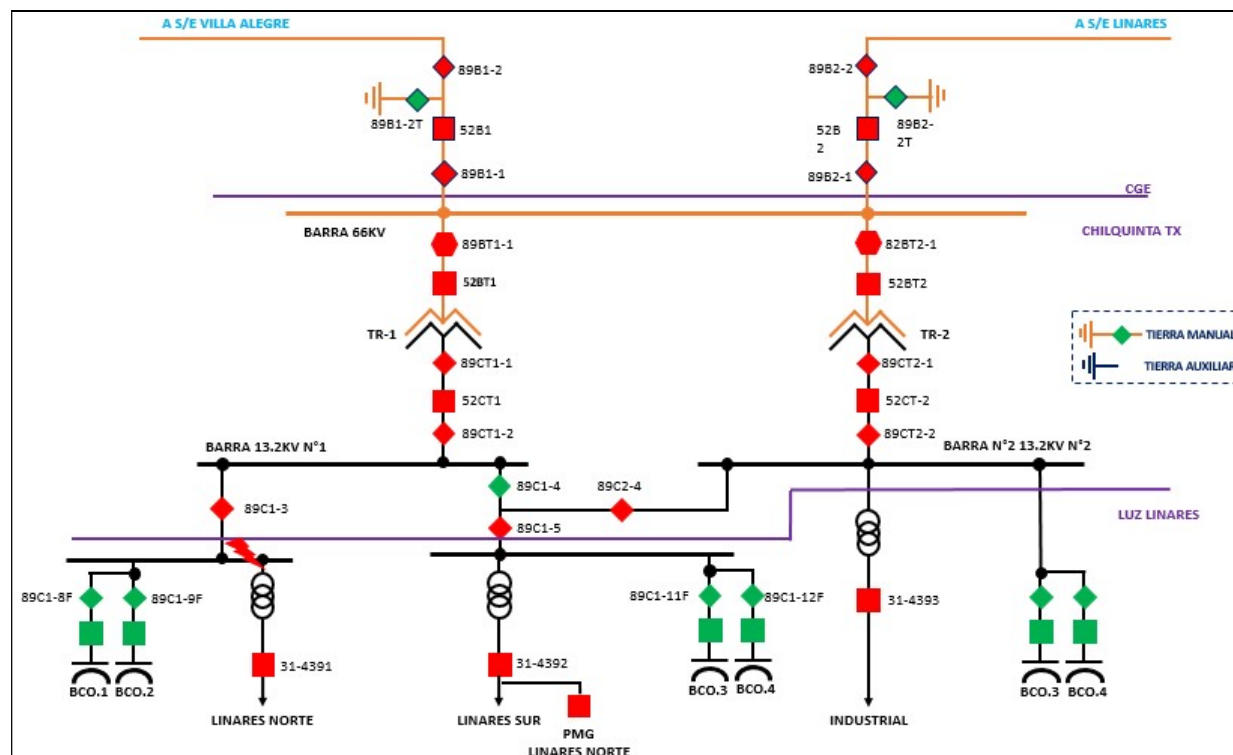 A S/E VILLA ALEGRE
A S/E LINARES
89B1-2
89B2-2
89B1-2T
52B1
52B
2
89B2-
2T
89B1-1
89B2-1
CGE
BARRA 66KV
CHILQUINTA TX
89BT1-1
82BT2-1
52BT1
52BT2
TR-1
TR-2
TIERRA MANUAL
TIERRA AUXILIAR
89CT1-1
89CT2-1
52CT1
52CT-2
89CT1-2
89CT2-2
BARRA 13.2KV N°1
BARRA N°2 13.2KV N°2
89C1-4
89C2-4
89C1-3
89C1-5
LUZ LINARES
89C1-8F
89C1-9F
89C1-11F
89C1-12F
31-4393
31-4391
31-4392
BCO.1
BCO.2
BCO.3
BCO.4
BCO.3
BCO.4
LINARES NORTE
LINARES SUR
INDUSTRIAL
PMG
LINARES NORTE